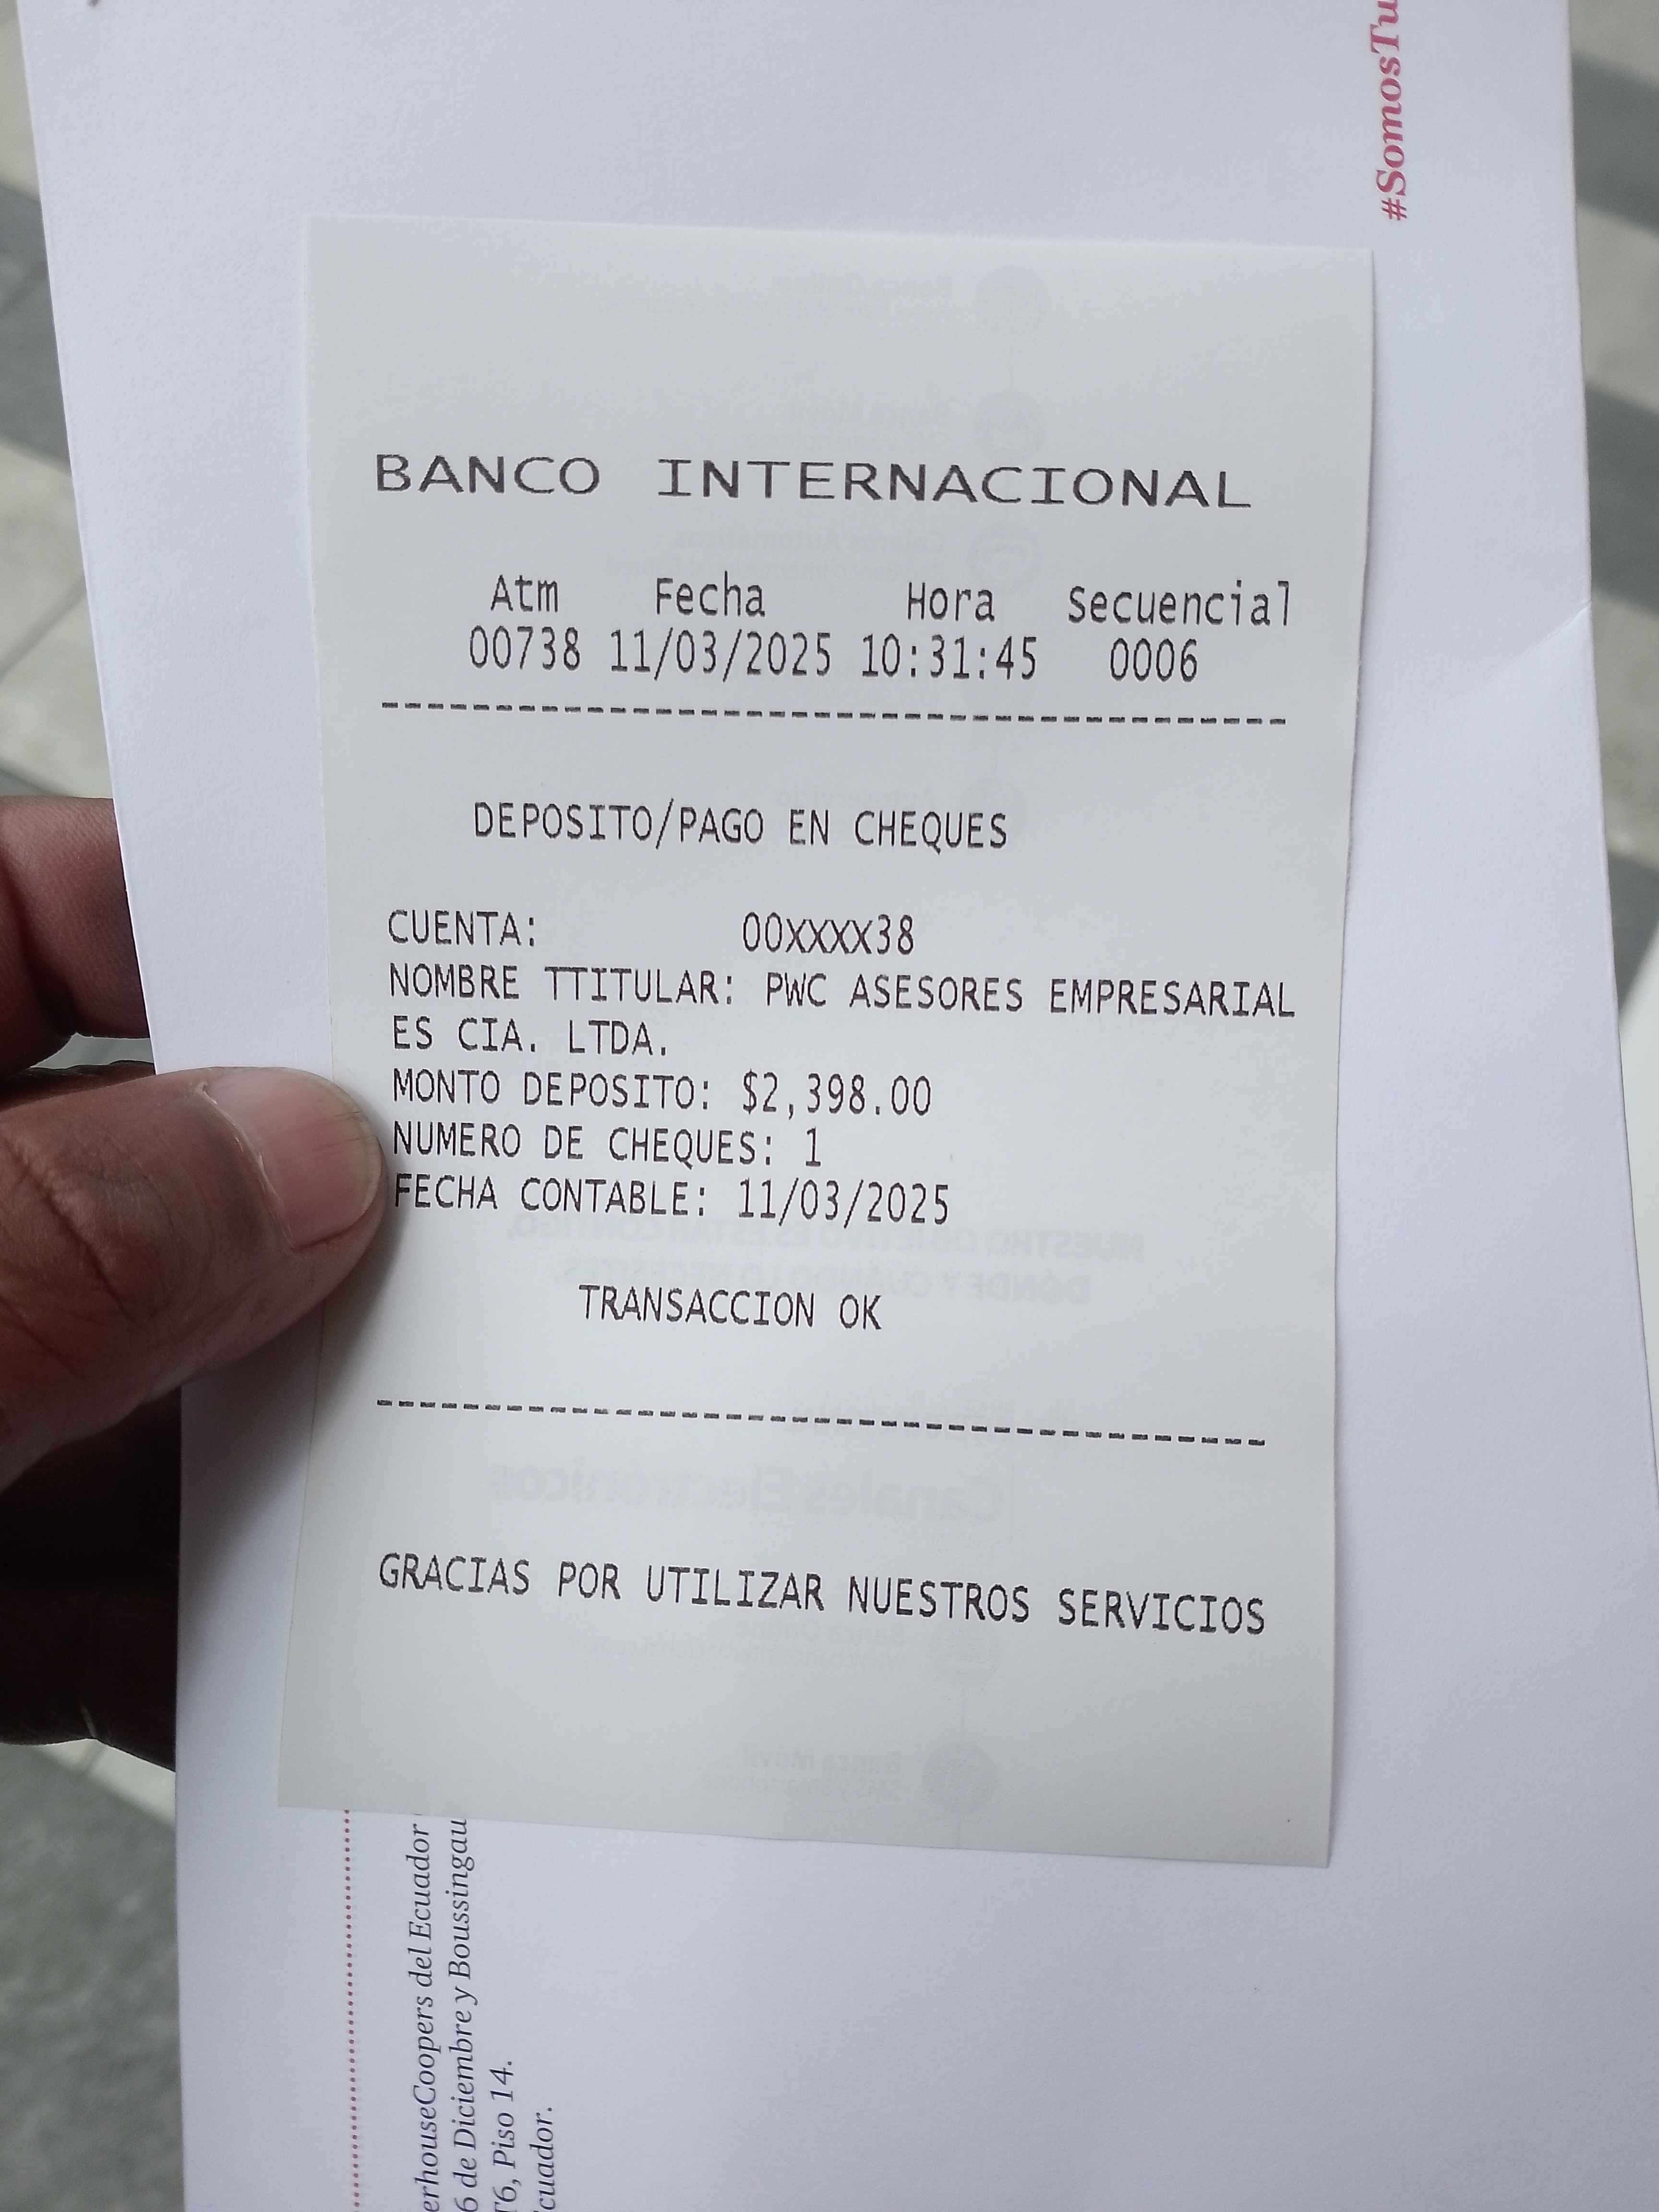 #SomosTu
BANCO INTERNACIONAL
Atm Fecha Hora Secuencial
00738 11/03/2025 10:31:45 0006
DEPOSITO/PAGO EN CHEQUES
CUENTA: 00XXXX38
NOMBRE TTITULAR: PWC ASESORES EMPRESARIAL
ES CIA. LTDA.
MONTO DEPOSITO: $2,398.00
NUMERO DE CHEQUES: 1
FECHA CONTABLE: 11/03/2025
TRANSACCION OK
GRACIAS POR UTILIZAR NUESTROS SERVICIOS
erhouseCoopers del Ecuador
6 de Diciembre y Boussingau
T6, Piso 14.
cuador.